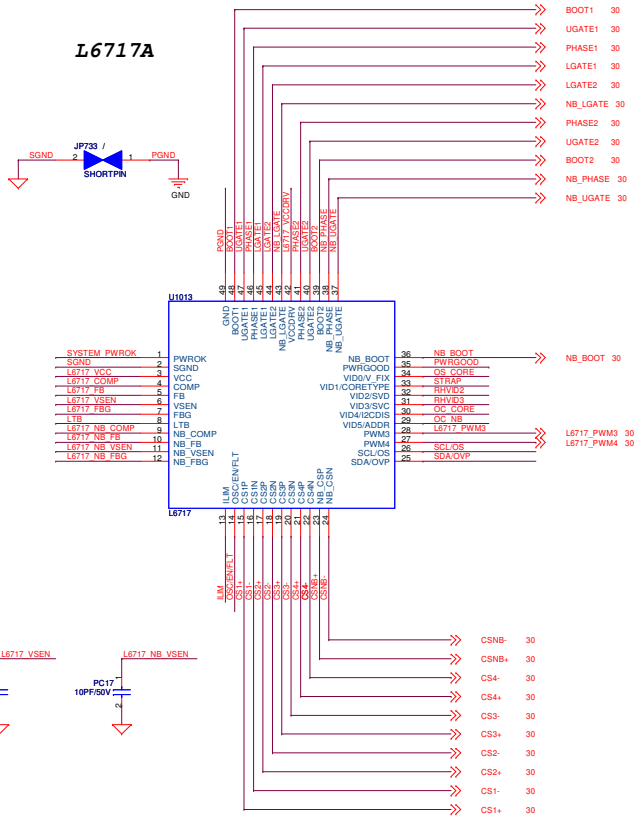 BOOT1 30
UGATE1 30
L6717A
PHASE1 30
LGATE1 30
LGATE2 30
NB_LGATE 30
PHASE2 30
UGATE2 30
BOOT2 30
NB_PHASE 30
NB_UGATE 30
JP733 /
SGND 2 1 PGND
SHORTPIN
GND
PGND BOOT1 UGATE1 PHASE1 LGATE1 LGATE2 NB_LGATE L6717_VCCDRV PHASE2 UGATE2 BOOT2 NB_PHASE NB_UGATE
49 48 47 46 45 44 43 42 41 40 39 38 37
U1013
GND BOOT1 UGATE1 PHASE1 LGATE1 LGATE2 NB_LGATE VCCDRV PHASE2 UGATE2 BOOT2 NB_PHASE NB_UGATE
SYSTEM_PWROK 1 PWROK
SGND 2 SGND
L6717_VCC 3 VCC
L6717_COMP 4 COMP
L6717_FB 5 FB
L6717_VSEN 6 VSEN
L6717_FBG 7 FBG
LTB 8 LTB
L6717_NB_COMP 9 NB_COMP
L6717_NB_FB 10 NB_FB
L6717_NB_VSEN 11 NB_VSEN
L6717_NB_FBG 12 NB_FBG
NB_BOOT 36 NB_BOOT NB_BOOT 30
PWRGOOD 35 PWRGOOD
VID0/V_FIX 34 OS_CORE
VID1/CORETYPE 33 STRAP
VID2/SVD 32 RHVID2
VID3/SVC 31 RHVID3
VID4/I2CDIS 30 OC_CORE
VID5/ADDR 29 OC_NB
PWM3 28 L6717_PWM3 L6717_PWM3 30
PWM4 27 L6717_PWM4 30
SCL/OS 26 SCL/OS
SDA/OVP 25 SDA/OVP
ILIM OSC/EN/FLT CS1P CS1N CS2P CS2N CS3P CS3N CS4P CS4N NB_CSP NB_CSN
L6717
13 14 15 16 17 18 19 20 21 22 23 24
ILIM OSC/EN/FLT CS1+ CS1- CS2+ CS2- CS3+ CS3- CS4+ CS4- CSNB+ CSNB-
CSNB- 30
L6717_VSEN L6717_NB_VSEN
CSNB+ 30
CS4- 30
PC17 1
10PF/50V
2
CS4+ 30
CS3- 30
CS3+ 30
CS2- 30
CS2+ 30
CS1- 30
CS1+ 30